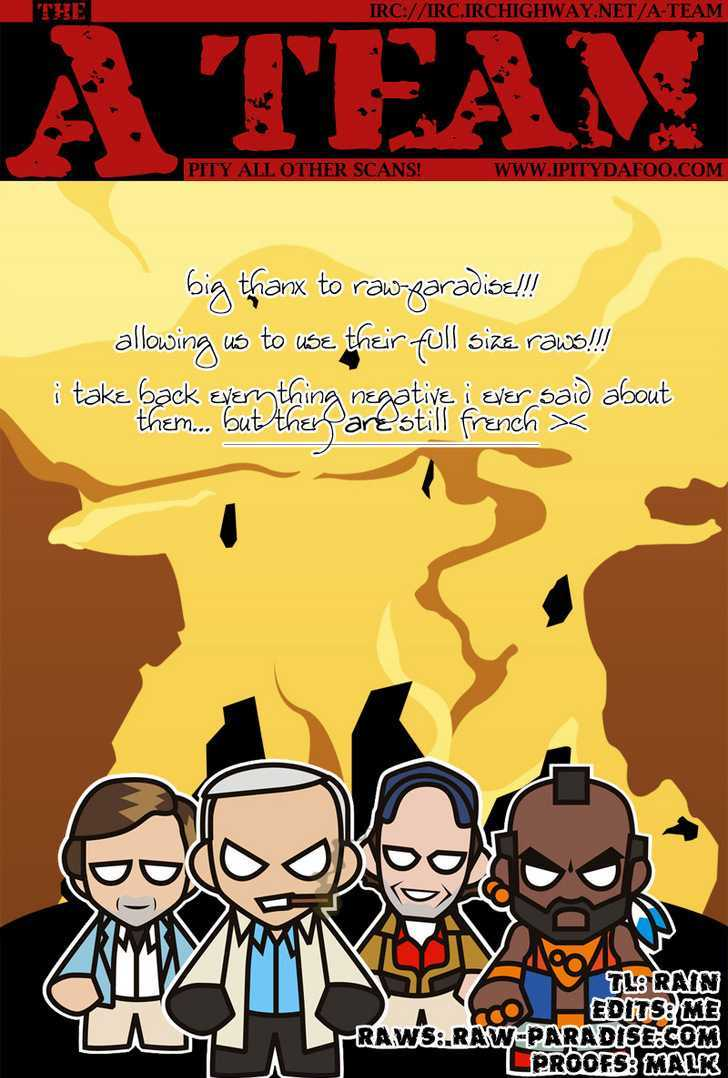 THE
IRC://IRC.IRCHIGHWAY.NET/A-TEAM
A TEAM
PITY ALL OTHER SCANS!
WWW.IPITYDAFOO.COM
big thanx to raw-paradise!!!
allowing us to use their full size raws!!!
i take back everything negative i ever said about
them... but they are still french ><
TL: RAIN
EDITS: ME
RAWS: RAW-PARADISE.COM
PROOFS: MALK